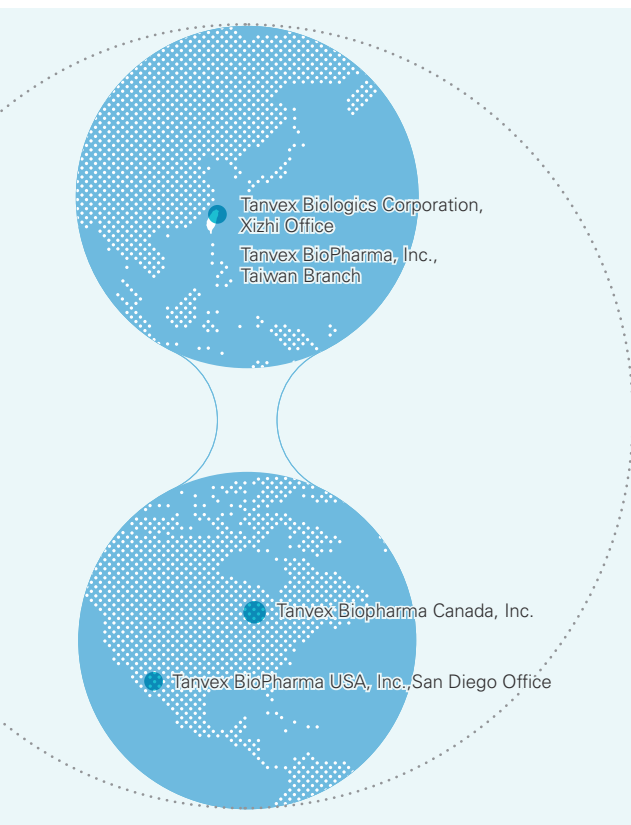 Tanvex Biologics Corporation,
Xizhi Office
Tanvex BioPharma, Inc.,
Taiwan Branch
Tanvex Biopharma Canada, Inc.
Tanvex BioPharma USA, Inc.,San Diego Office